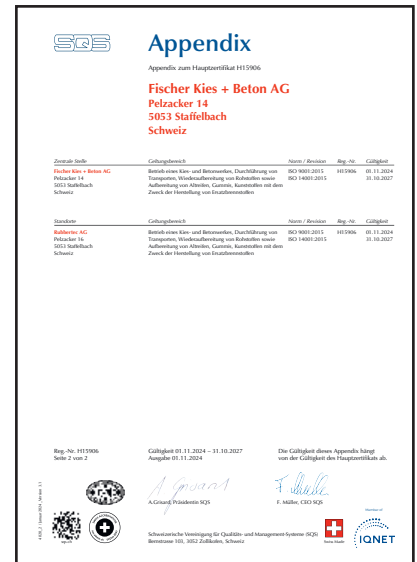 SQS
Appendix
Appendix zum Hauptzertifikat H15906
Fischer Kies + Beton AG
Pelzacker 14
5053 Staffelbach
Schweiz
Zentrale Stelle Geltungsbereich Norm / Revision Reg.-Nr. Gültigkeit
Fischer Kies + Beton AG Betrieb eines Kies- und Betonwerkes, Durchführung von ISO 9001:2015 H15906 01.11.2024
Pelzacker 14 Transporten, Wiederaufbereitung von Rohstoffen sowie ISO 14001:2015 31.10.2027
5053 Staffelbach Aufbereitung von Altreifen, Gummis, Kunststoffen mit dem
Schweiz Zweck der Herstellung von Ersatzbrennstoffen
Standorte Geltungsbereich Norm / Revision Reg.-Nr. Gültigkeit
Rubbertec AG Betrieb eines Kies- und Betonwerkes, Durchführung von ISO 9001:2015 H15906 01.11.2024
Pelzacker 16 Transporten, Wiederaufbereitung von Rohstoffen sowie ISO 14001:2015 31.10.2027
5053 Staffelbach Aufbereitung von Altreifen, Gummis, Kunststoffen mit dem
Schweiz Zweck der Herstellung von Ersatzbrennstoffen
Reg.-Nr. H15906 Gültigkeit 01.11.2024 – 31.10.2027 Die Gültigkeit dieses Appendix hängt
Seite 2 von 2 Ausgabe 01.11.2024 von der Gültigkeit des Hauptzertifikats ab.
A.Grisard, Präsidentin SQS F. Müller, CEO SQS
Schweizerische Vereinigung für Qualitäts- und Management-Systeme (SQS)
Bernstrasse 103, 3052 Zollikofen, Schweiz
sqs.ch
Swiss Made
Member of
IQNET